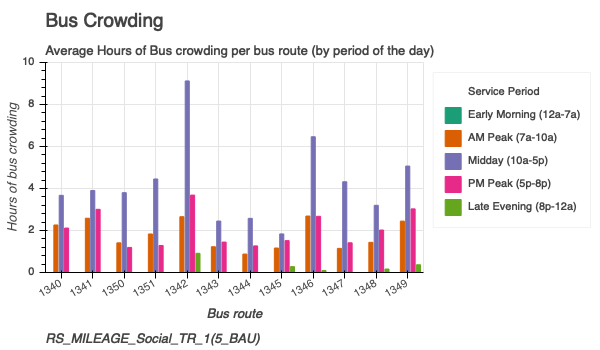 Bus Crowding
Average Hours of Bus crowding per bus route (by period of the day)
10
8
6
4
2
0
Hours of bus crowding
1340
1341
1350
1351
1342
1343
1344
1345
1346
1347
1348
1349
Bus route
Service Period
Early Morning (12a-7a)
AM Peak (7a-10a)
Midday (10a-5p)
PM Peak (5p-8p)
Late Evening (8p-12a)
RS_MILEAGE_Social_TR_1(5_BAU)